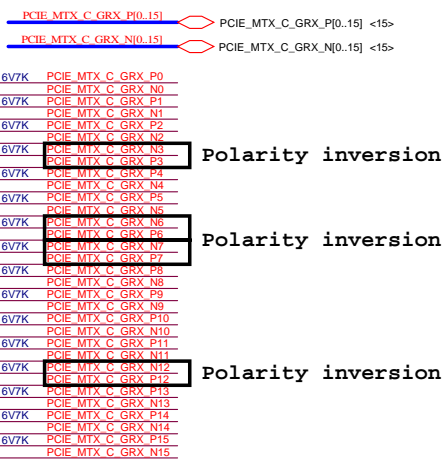 PCIE_MTX_C_GRX_P[0..15] PCIE_MTX_C_GRX_P[0..15] <15>
PCIE_MTX_C_GRX_N[0..15] PCIE_MTX_C_GRX_N[0..15] <15>
6V7K PCIE_MTX_C_GRX_P0
PCIE_MTX_C_GRX_N0
6V7K PCIE_MTX_C_GRX_P1
PCIE_MTX_C_GRX_N1
6V7K PCIE_MTX_C_GRX_P2
PCIE_MTX_C_GRX_N2
6V7K PCIE_MTX_C_GRX_N3 Polarity inversion
PCIE_MTX_C_GRX_P3
6V7K PCIE_MTX_C_GRX_P4
PCIE_MTX_C_GRX_N4
6V7K PCIE_MTX_C_GRX_P5
PCIE_MTX_C_GRX_N5
6V7K PCIE_MTX_C_GRX_N6
PCIE_MTX_C_GRX_P6 Polarity inversion
6V7K PCIE_MTX_C_GRX_N7
PCIE_MTX_C_GRX_P7
6V7K PCIE_MTX_C_GRX_P8
PCIE_MTX_C_GRX_N8
6V7K PCIE_MTX_C_GRX_P9
PCIE_MTX_C_GRX_N9
6V7K PCIE_MTX_C_GRX_P10
PCIE_MTX_C_GRX_N10
6V7K PCIE_MTX_C_GRX_P11
PCIE_MTX_C_GRX_N11
6V7K PCIE_MTX_C_GRX_N12 Polarity inversion
PCIE_MTX_C_GRX_P12
6V7K PCIE_MTX_C_GRX_P13
PCIE_MTX_C_GRX_N13
6V7K PCIE_MTX_C_GRX_P14
PCIE_MTX_C_GRX_N14
6V7K PCIE_MTX_C_GRX_P15
PCIE_MTX_C_GRX_N15